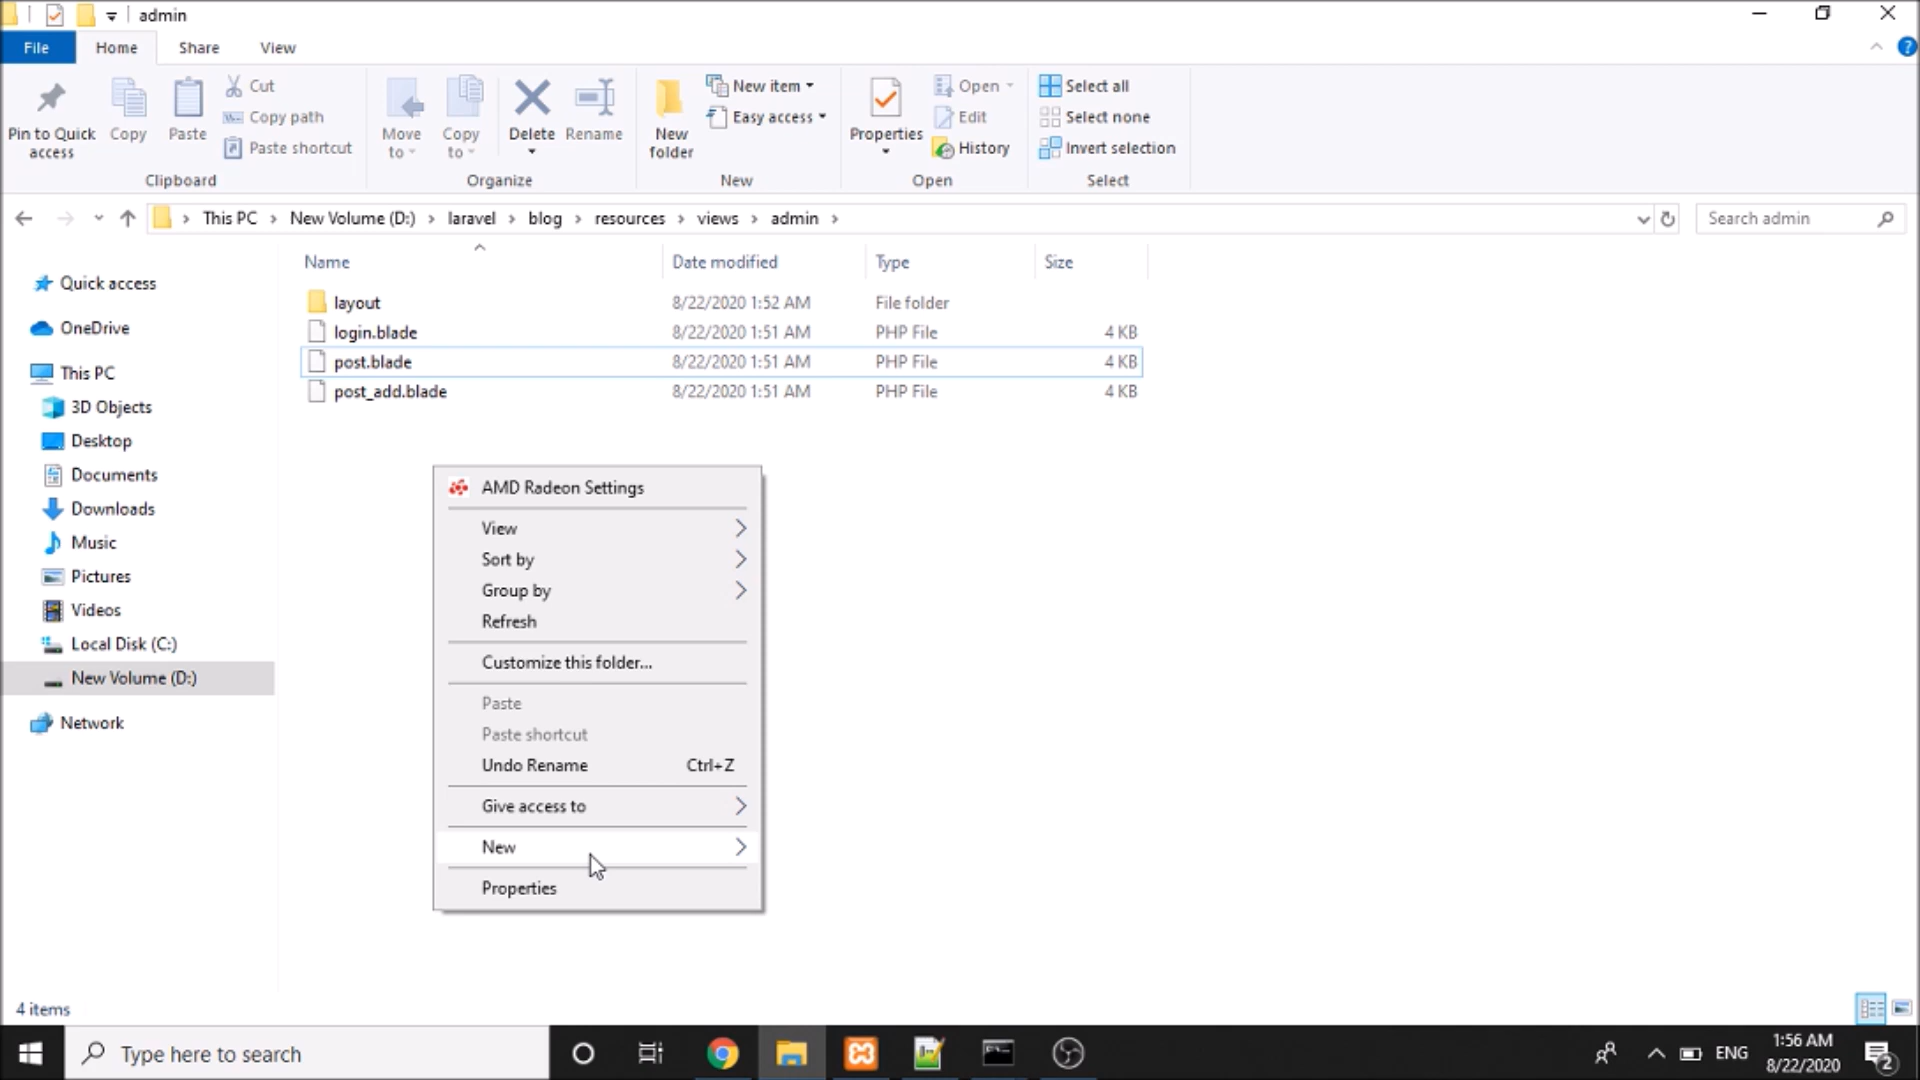 admin
File Home Share View
Pin to Quick access
Copy
Paste
Cut
Copy path
Paste shortcut
Clipboard
Move to
Copy to
Delete
Rename
Organize
New folder
New item
Easy access
New
Properties
Open
Edit
History
Open
Select all
Select none
Invert selection
Select
This PC > New Volume (D:) > laravel > blog > resources > views > admin >
Search admin
Quick access
OneDrive
This PC
3D Objects
Desktop
Documents
Downloads
Music
Pictures
Videos
Local Disk (C:)
New Volume (D:)
Network
Name Date modified Type Size
layout 8/22/2020 1:52 AM File folder
login.blade 8/22/2020 1:51 AM PHP File 4 KB
post.blade 8/22/2020 1:51 AM PHP File 4 KB
post_add.blade 8/22/2020 1:51 AM PHP File 4 KB
AMD Radeon Settings
View
Sort by
Group by
Refresh
Customize this folder...
Paste
Paste shortcut
Undo Rename Ctrl+Z
Give access to
New
Properties
4 items
Type here to search
ENG
1:56 AM
8/22/2020
2